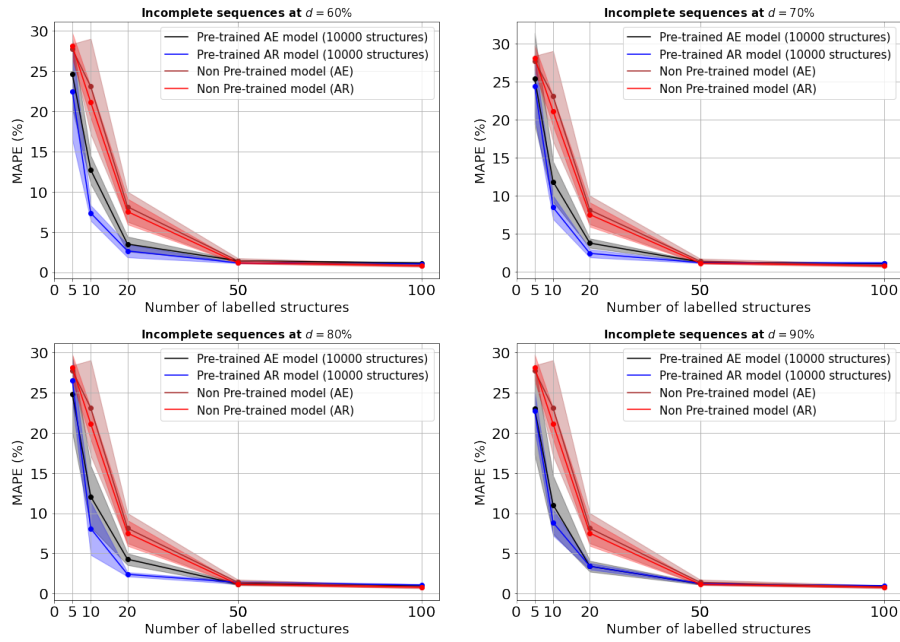 Incomplete sequences at d = 60%
30
25
20
15
10
5
0
MAPE (%)
Pre-trained AE model (10000 structures)
Pre-trained AR model (10000 structures)
Non Pre-trained model (AE)
Non Pre-trained model (AR)
0 5 10 20 50 100
Number of labelled structures
Incomplete sequences at d = 70%
30
25
20
15
10
5
0
MAPE (%)
Pre-trained AE model (10000 structures)
Pre-trained AR model (10000 structures)
Non Pre-trained model (AE)
Non Pre-trained model (AR)
0 5 10 20 50 100
Number of labelled structures
Incomplete sequences at d = 80%
30
25
20
15
10
5
0
MAPE (%)
Pre-trained AE model (10000 structures)
Pre-trained AR model (10000 structures)
Non Pre-trained model (AE)
Non Pre-trained model (AR)
0 5 10 20 50 100
Number of labelled structures
Incomplete sequences at d = 90%
30
25
20
15
10
5
0
MAPE (%)
Pre-trained AE model (10000 structures)
Pre-trained AR model (10000 structures)
Non Pre-trained model (AE)
Non Pre-trained model (AR)
0 5 10 20 50 100
Number of labelled structures